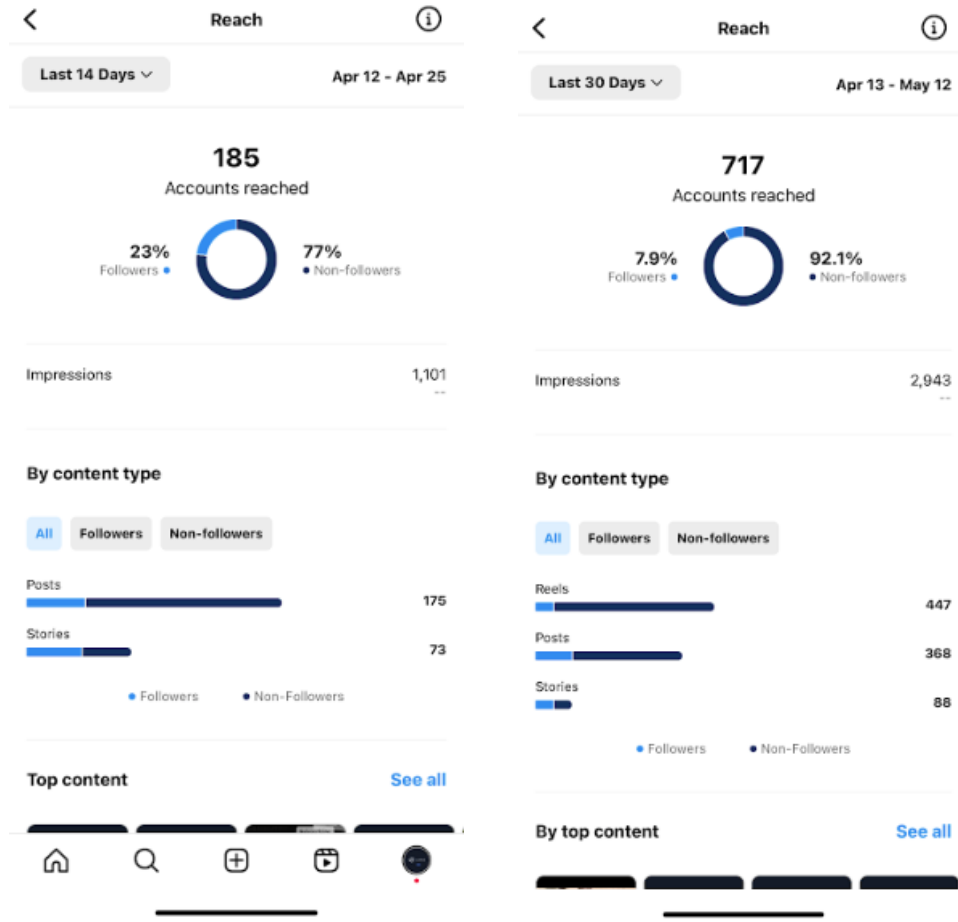 Reach
Last 14 Days
Apr 12 - Apr 25
185
Accounts reached
23%
Followers
77%
Non-followers
Impressions
1,101
--
By content type
All
Followers
Non-followers
Posts
175
Stories
73
Followers
Non-Followers
Top content
See all
Reach
Last 30 Days
Apr 13 - May 12
717
Accounts reached
7.9%
Followers
92.1%
Non-followers
Impressions
2,943
--
By content type
All
Followers
Non-followers
Reels
447
Posts
368
Stories
88
Followers
Non-Followers
By top content
See all